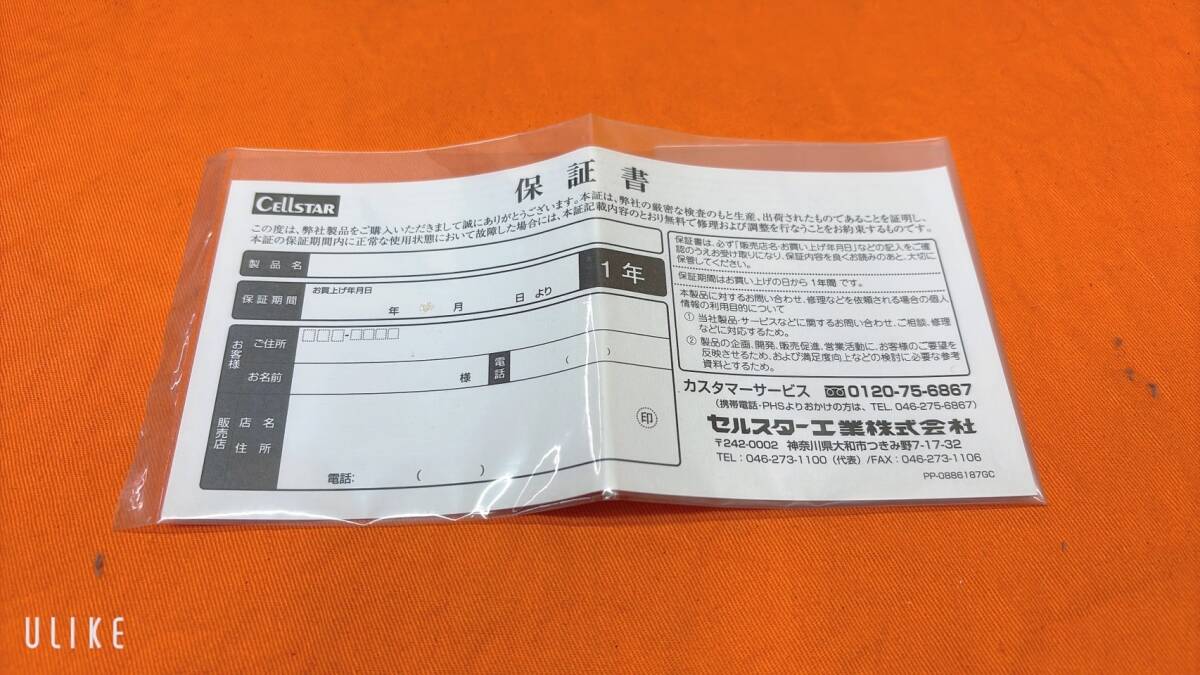 保証書
CELLSTAR
この度は、弊社製品をご購入いただきまして誠にありがとうございます。本証は、弊社の厳密な検査のもと生産、出荷されたものであることを証明し、
本証の保証期間内に正常な使用状態において故障した場合には、本証記載内容のとおり無料で修理および調整を行なうことをお約束するものです。
製品名
保証期間
お買上げ年月日
年 月 日 より
1年
お客様
ご住所
□□□-□□□□
お名前
様
電話
( )
販売店
店名
住所
印
電話: ( )
保証書は、必ず「販売店名・お買い上げ年月日」などの記入をご確
認のうえお受け取りになり、保証内容を良くお読みのあと、大切に
保管してください。
保証期間はお買い上げの日から 1年間 です。
本製品に対するお問い合わせ、修理などを依頼される場合の個人
情報の利用目的について
① 当社製品・サービスなどに関するお問い合わせ、ご相談、修理
などに対応するため。
② 製品の企画、開発、販売促進、営業活動に、お客様のご要望を
反映させるため、および満足度向上などの検討に必要な参考
資料とするため。
カスタマーサービス 0120-75-6867
(携帯電話・PHSよりおかけの方は、TEL. 046-275-6867)
セルスター工業株式会社
〒242-0002 神奈川県大和市つきみ野7-17-32
TEL : 046-273-1100 (代表) /FAX : 046-273-1106
PP-0886187GC
ULIKE